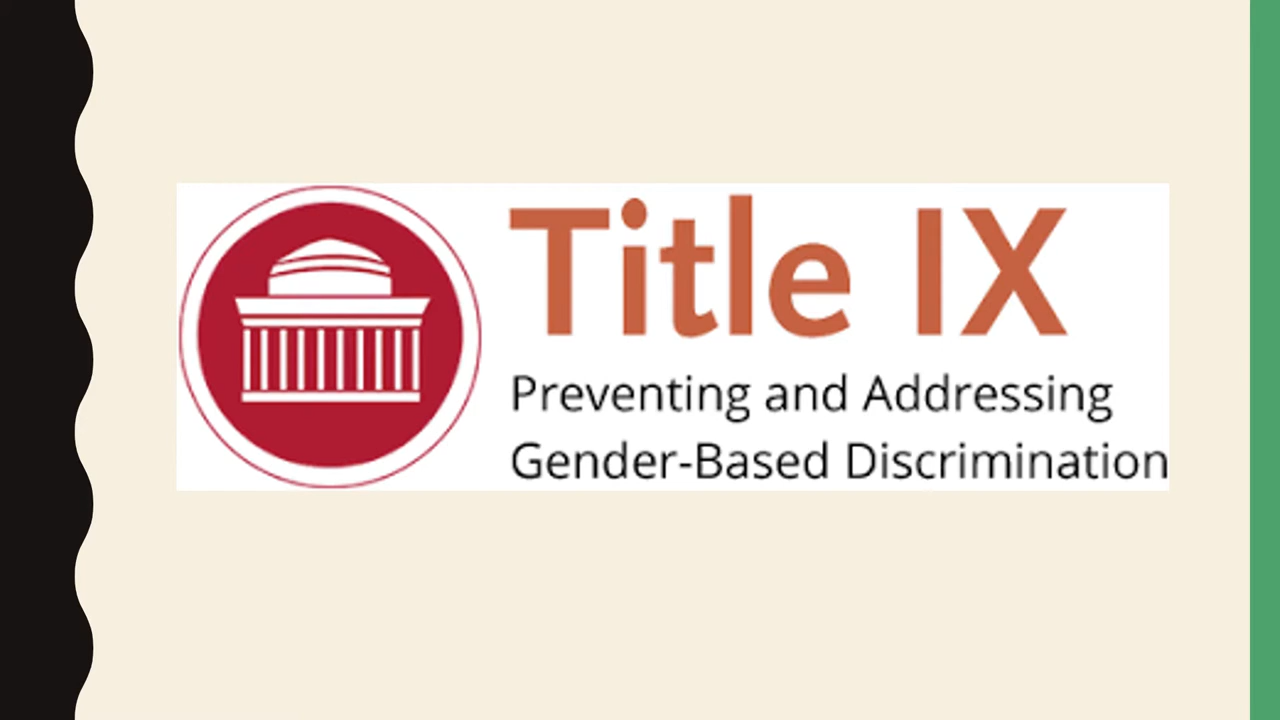 Title IX
Preventing and Addressing
Gender-Based Discrimination